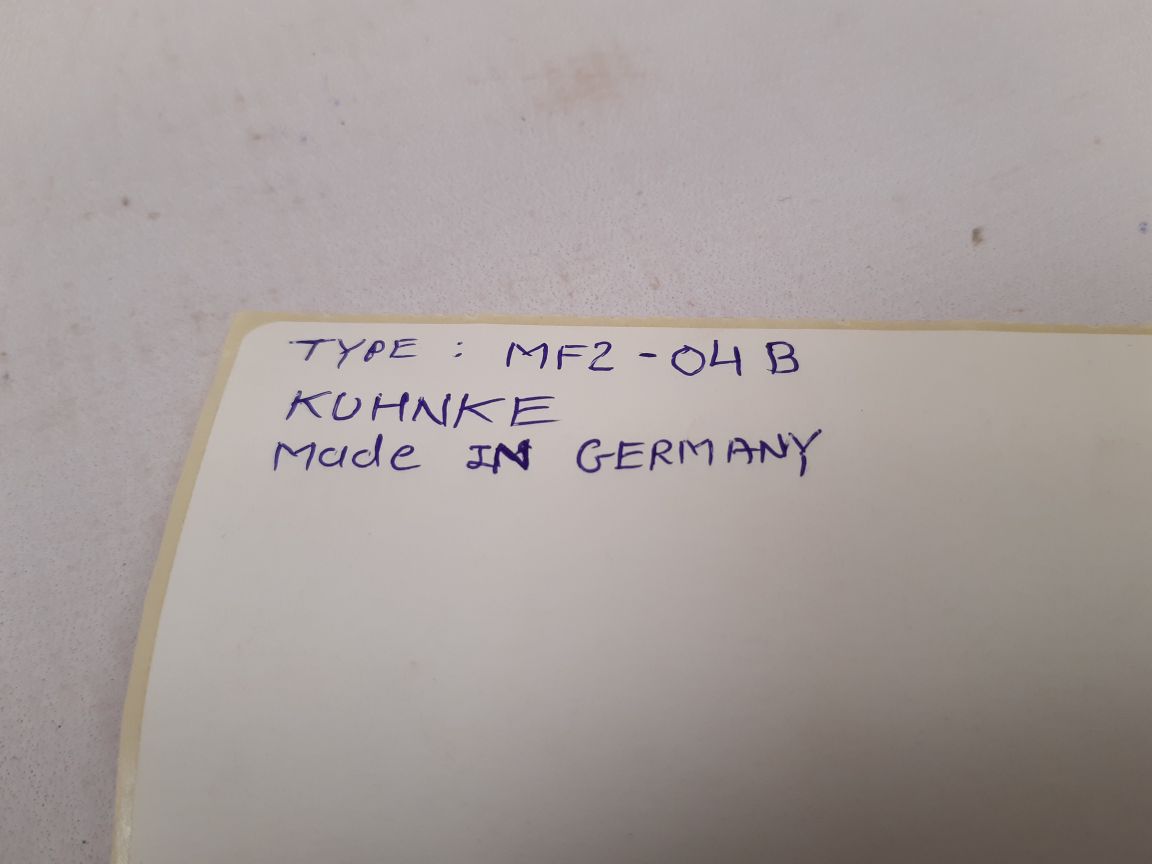 TYPE : MF2-04 B
KUHNKE
Made IN GERMANY